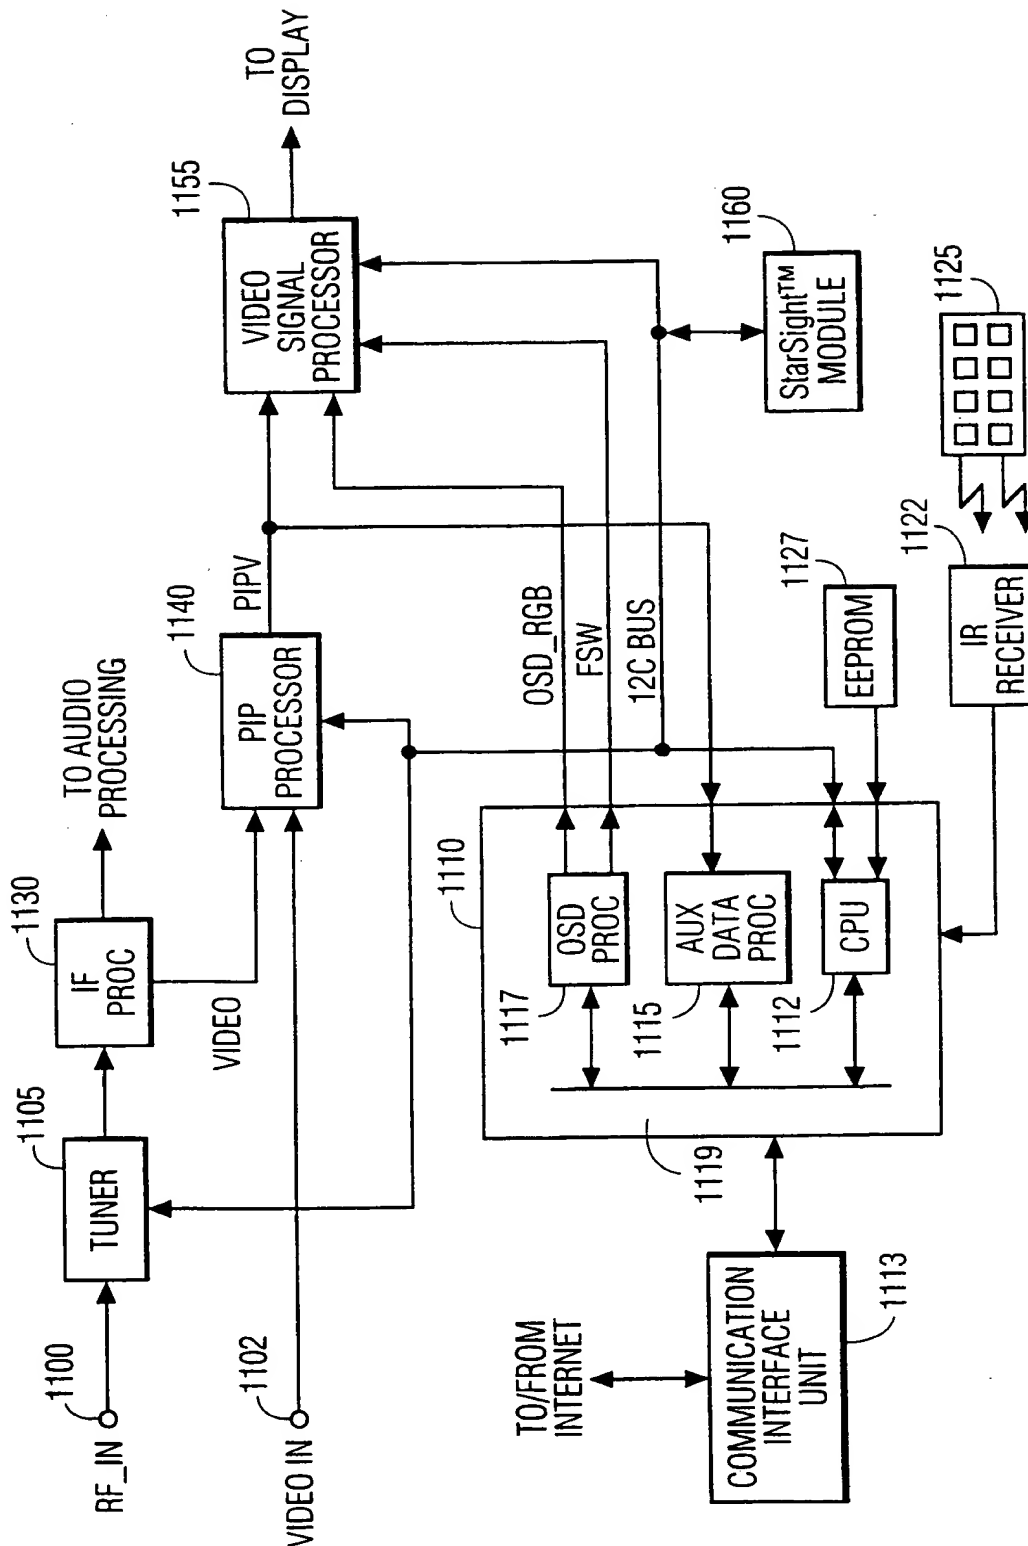 RF_IN
1100
TUNER
1105
IF
PROC
1130
TO AUDIO
PROCESSING
VIDEO
VIDEO IN
1102
PIP
PROCESSOR
1140
PIPV
VIDEO
SIGNAL
PROCESSOR
1155
TO
DISPLAY
OSD_RGB
FSW
12C BUS
1110
OSD
PROC
1117
AUX
DATA
PROC
1115
CPU
1112
1119
TO/FROM
INTERNET
COMMUNICATION
INTERFACE
UNIT
1113
StarSight™
MODULE
1160
EEPROM
1127
IR
RECEIVER
1122
1125